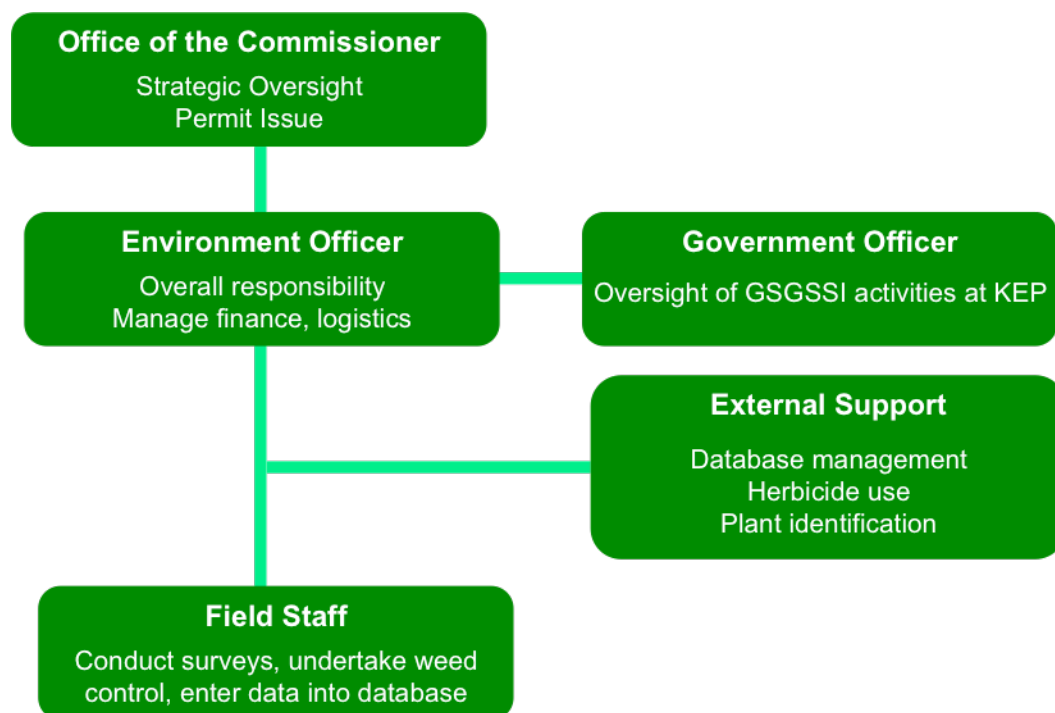 Office of the Commissioner
Strategic Oversight
Permit Issue
Environment Officer
Overall responsibility
Manage finance, logistics
Government Officer
Oversight of GSGSSI activities at KEP
External Support
Database management
Herbicide use
Plant identification
Field Staff
Conduct surveys, undertake weed
control, enter data into database